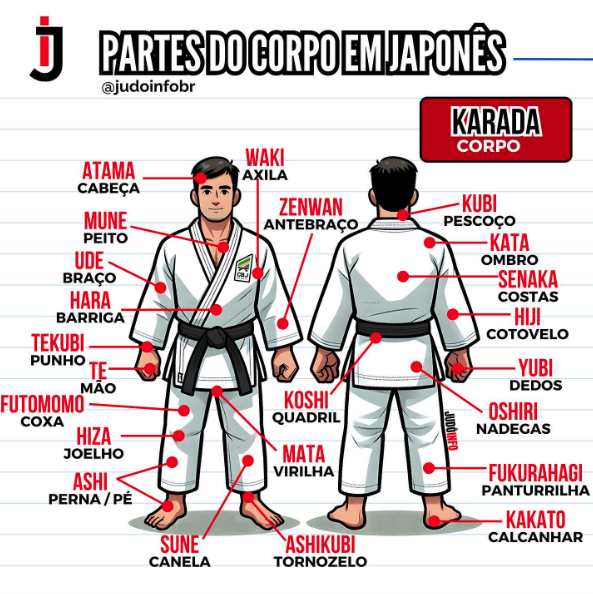 PARTES DO CORPO EM JAPONÊS
@judoinfobr
KARADA
CORPO
ATAMA
CABEÇA
WAKI
AXILA
MUNE
PEITO
ZENWAN
ANTEBRAÇO
UDE
BRAÇO
HARA
BARRIGA
TEKUBI
PUNHO
TE
MÃO
FUTOMOMO
COXA
HIZA
JOELHO
ASHI
PERNA / PÉ
SUNE
CANELA
ASHIKUBI
TORNOZELO
MATA
VIRILHA
KOSHI
QUADRIL
KUBI
PESCOÇO
KATA
OMBRO
SENAKA
COSTAS
HIJI
COTOVELO
YUBI
DEDOS
OSHIRI
NADEGAS
JUDÔINFO
FUKURAHAGI
PANTURRILHA
KAKATO
CALCANHAR